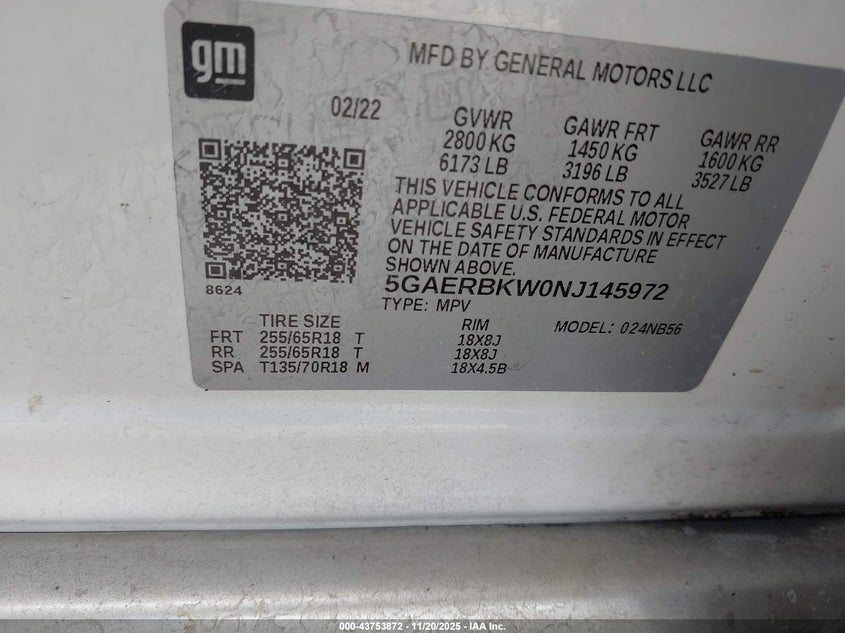 gm
MFD BY GENERAL MOTORS LLC
02/22
GVWR
2800 KG
6173 LB
GAWR FRT
1450 KG
3196 LB
GAWR RR
1600 KG
3527 LB
THIS VEHICLE CONFORMS TO ALL
APPLICABLE U.S. FEDERAL MOTOR
VEHICLE SAFETY STANDARDS IN EFFECT
ON THE DATE OF MANUFACTURE
SHOWN ABOVE.
8624
5GAERBKW0NJ145972
TYPE: MPV
TIRE SIZE RIM MODEL: 024NB56
FRT 255/65R18 T 18X8J
RR 255/65R18 T 18X8J
SPA T135/70R18 M 18X4.5B
000-43753872 - 11/20/2025 - IAA Inc.